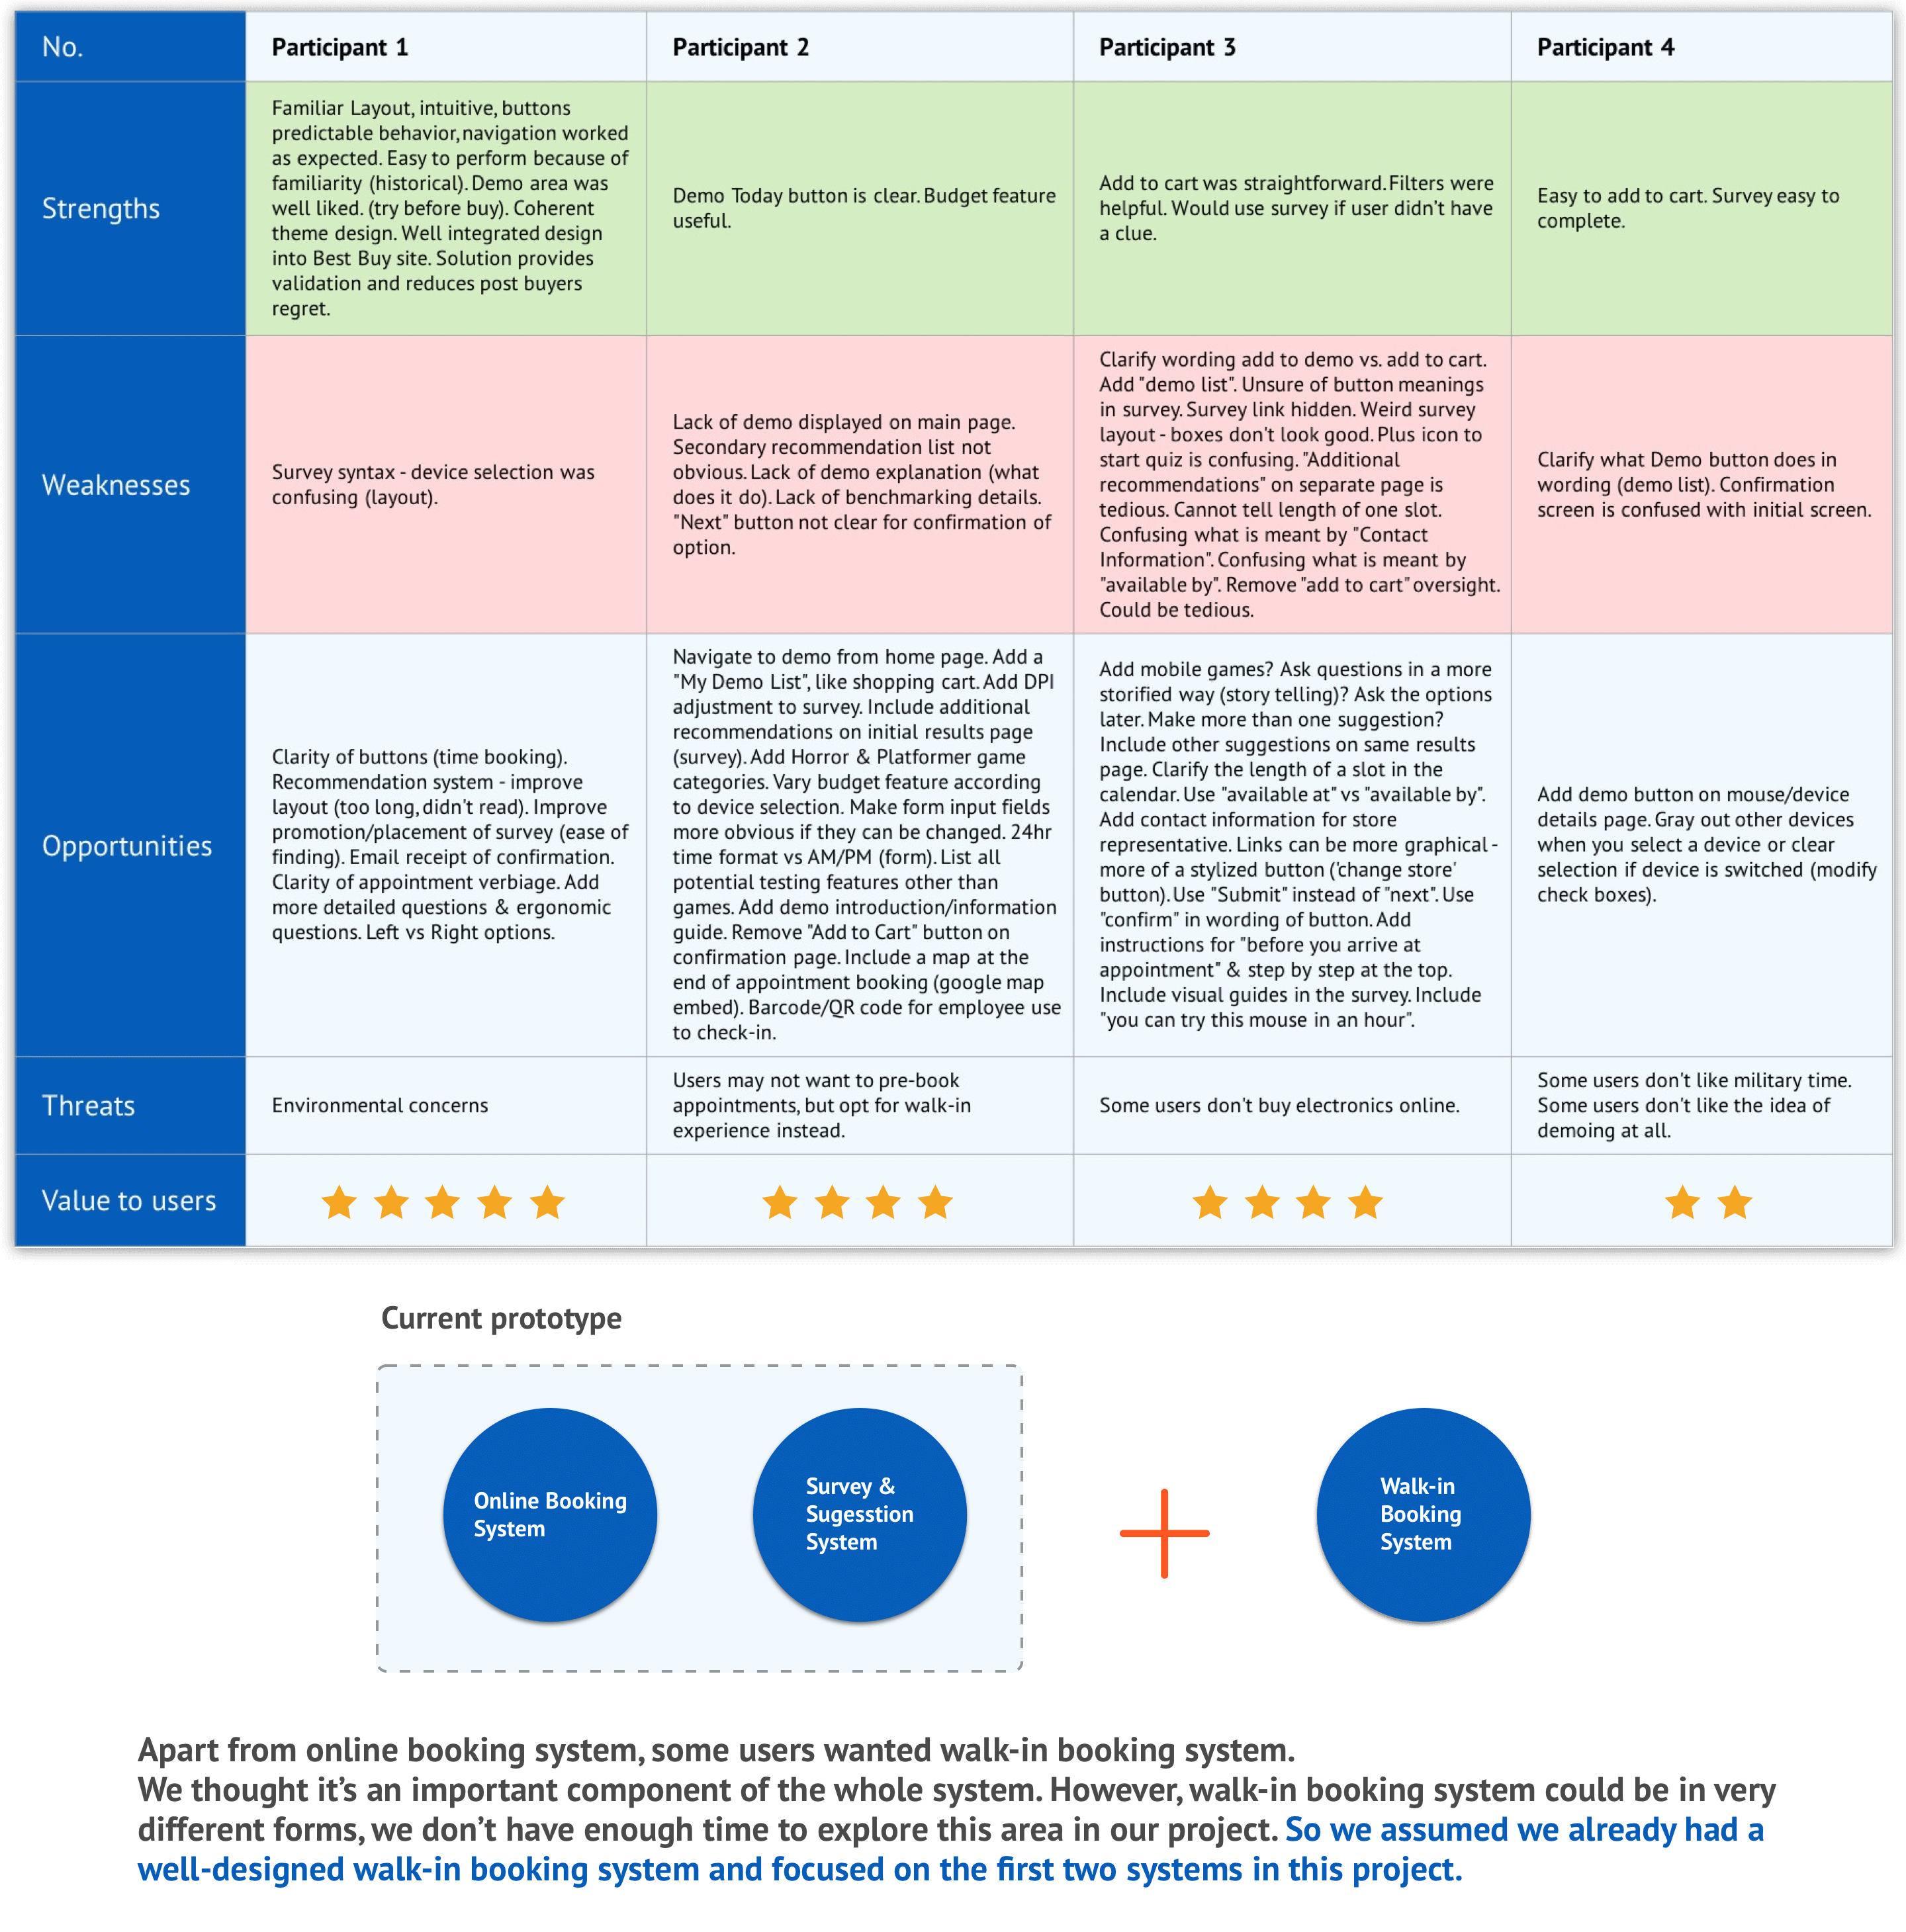 No.
Participant 1
Participant 2
Participant 3
Participant 4
Strengths
Familiar Layout, intuitive, buttons
predictable behavior, navigation worked
as expected. Easy to perform because of
familiarity (historical). Demo area was
well liked. (try before buy). Coherent
theme design. Well integrated design
into Best Buy site. Solution provides
validation and reduces post buyers
regret.
Demo Today button is clear. Budget feature
useful.
Add to cart was straightforward. Filters were
helpful. Would use survey if user didn’t have
a clue.
Easy to add to cart. Survey easy to
complete.
Weaknesses
Survey syntax - device selection was
confusing (layout).
Lack of demo displayed on main page.
Secondary recommendation list not
obvious. Lack of demo explanation (what
does it do). Lack of benchmarking details.
"Next" button not clear for confirmation of
option.
Clarify wording add to demo vs. add to cart.
Add "demo list". Unsure of button meanings
in survey. Survey link hidden. Weird survey
layout - boxes don't look good. Plus icon to
start quiz is confusing. "Additional
recommendations" on separate page is
tedious. Cannot tell length of one slot.
Confusing what is meant by "Contact
Information". Confusing what is meant by
"available by". Remove "add to cart" oversight.
Could be tedious.
Clarify what Demo button does in
wording (demo list). Confirmation
screen is confused with initial screen.
Opportunities
Clarity of buttons (time booking).
Recommendation system - improve
layout (too long, didn't read). Improve
promotion/placement of survey (ease of
finding). Email receipt of confirmation.
Clarity of appointment verbiage. Add
more detailed questions & ergonomic
questions. Left vs Right options.
Navigate to demo from home page. Add a
"My Demo List", like shopping cart. Add DPI
adjustment to survey. Include additional
recommendations on initial results page
(survey). Add Horror & Platformer game
categories. Vary budget feature according
to device selection. Make form input fields
more obvious if they can be changed. 24hr
time format vs AM/PM (form). List all
potential testing features other than
games. Add demo introduction/information
guide. Remove "Add to Cart" button on
confirmation page. Include a map at the
end of appointment booking (google map
embed). Barcode/QR code for employee use
to check-in.
Add mobile games? Ask questions in a more
storified way (story telling)? Ask the options
later. Make more than one suggestion?
Include other suggestions on same results
page. Clarify the length of a slot in the
calendar. Use "available at" vs "available by".
Add contact information for store
representative. Links can be more graphical -
more of a stylized button ('change store'
button). Use "Submit" instead of "next". Use
"confirm" in wording of button. Add
instructions for "before you arrive at
appointment" & step by step at the top.
Include visual guides in the survey. Include
"you can try this mouse in an hour".
Add demo button on mouse/device
details page. Gray out other devices
when you select a device or clear
selection if device is switched (modify
check boxes).
Threats
Environmental concerns
Users may not want to pre-book
appointments, but opt for walk-in
experience instead.
Some users don't buy electronics online.
Some users don't like military time.
Some users don't like the idea of
demoing at all.
Value to users
Current prototype
Online Booking
System
Survey &
Sugesstion
System
Walk-in
Booking
System
Apart from online booking system, some users wanted walk-in booking system.
We thought it’s an important component of the whole system. However, walk-in booking system could be in very
different forms, we don’t have enough time to explore this area in our project. So we assumed we already had a
well-designed walk-in booking system and focused on the first two systems in this project.